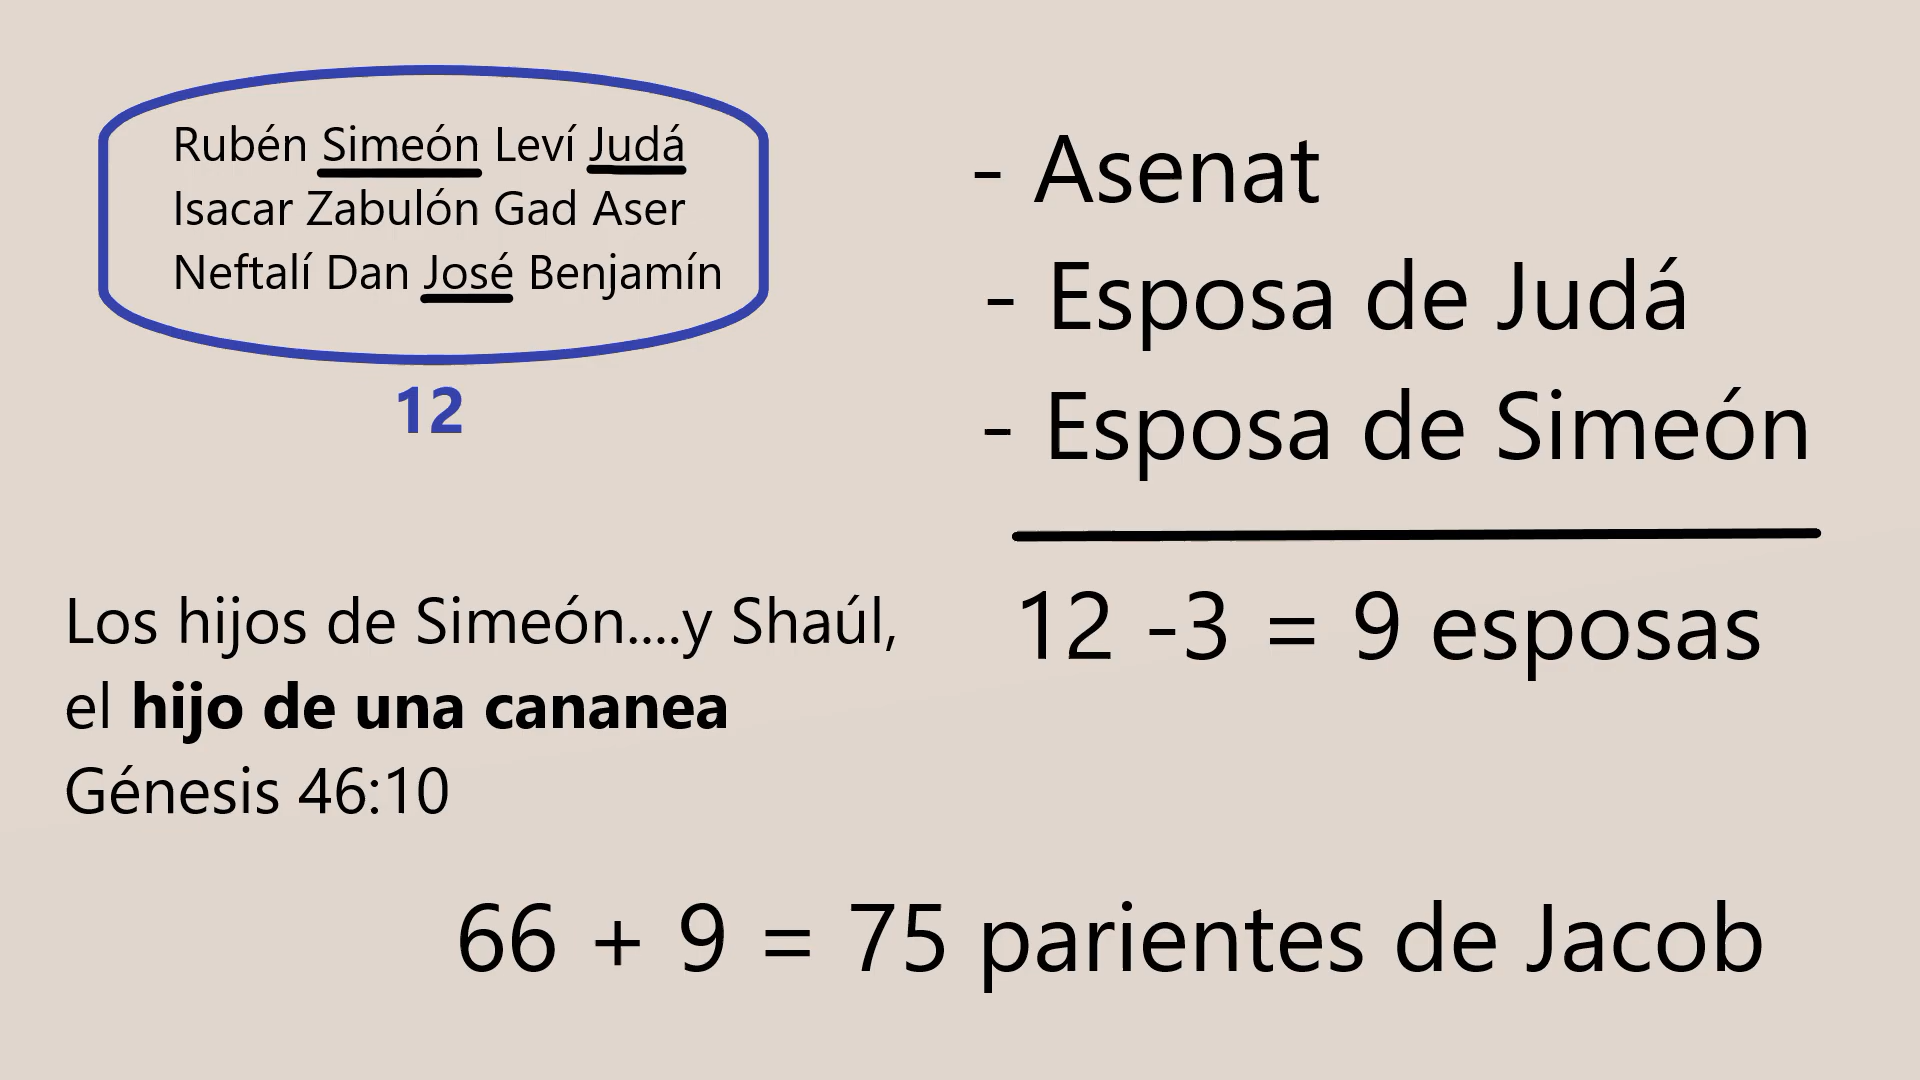 Rubén Simeón Leví Judá
Isacar Zabulón Gad Aser
Neftalí Dan José Benjamín
12
- Asenat
- Esposa de Judá
- Esposa de Simeón
12 -3 = 9 esposas
Los hijos de Simeón....y Shaúl,
el hijo de una cananea
Génesis 46:10
66 + 9 = 75 parientes de Jacob